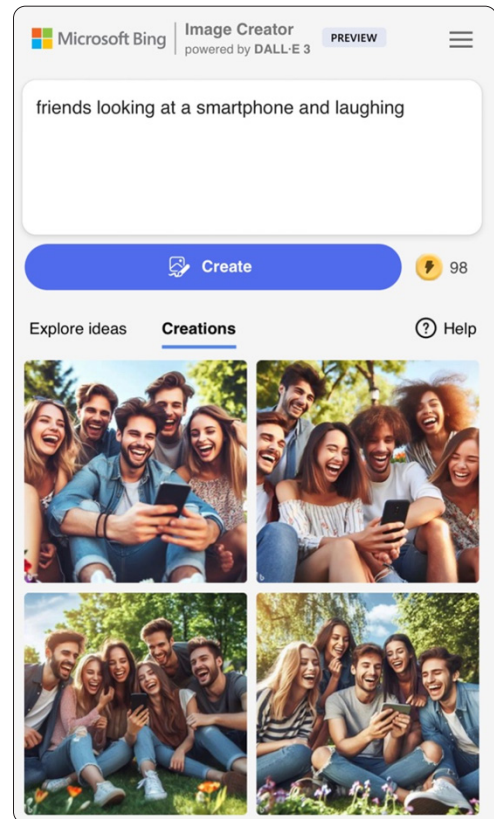 Microsoft Bing
Image Creator
powered by DALL·E 3
PREVIEW
friends looking at a smartphone and laughing
Create
98
Explore ideas
Creations
Help